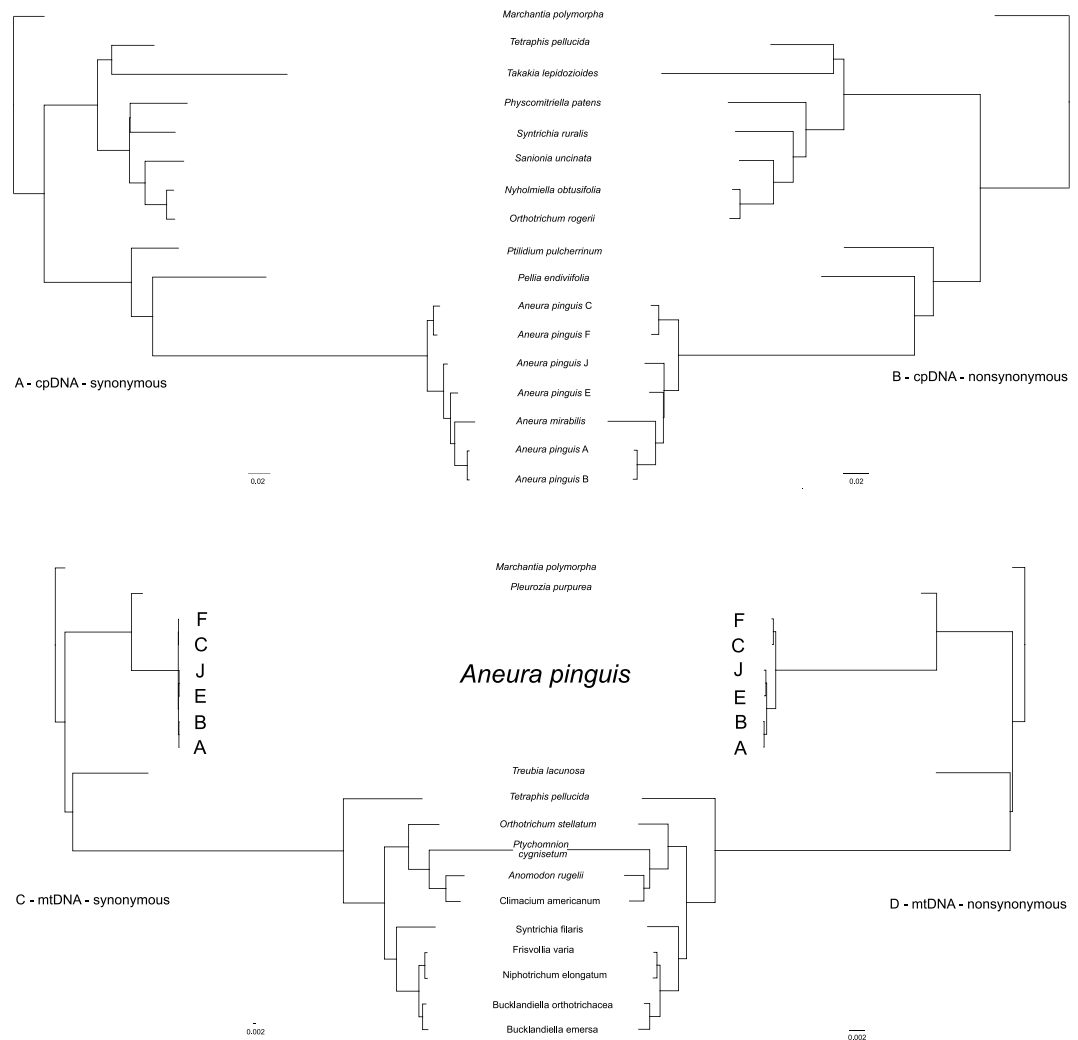 Marchantia polymorpha
Tetraphis pellucida
Takakia lepidozioides
Physcomitriella patens
Syntrichia ruralis
Sanionia uncinata
Nyholmiella obtusifolia
Orthotrichum rogerii
Ptilidium pulcherrinum
Pellia endiviifolia
Aneura pinguis C
Aneura pinguis F
Aneura pinguis J
A - cpDNA - synonymous
B - cpDNA - nonsynonymous
Aneura pinguis E
Aneura mirabilis
Aneura pinguis A
Aneura pinguis B
0.02
0.02
Marchantia polymorpha
Pleurozia purpurea
F
C
J
E
B
A
Aneura pinguis
F
C
J
E
B
A
Treubia lacunosa
Tetraphis pellucida
Orthotrichum stellatum
Ptychomnion
cygnisetum
Anomodon rugelii
Climacium americanum
C - mtDNA - synonymous
D - mtDNA - nonsynonymous
Syntrichia filaris
Frisvollia varia
Niphotrichum elongatum
Bucklandiella orthotrichacea
Bucklandiella emersa
0.002
0.002